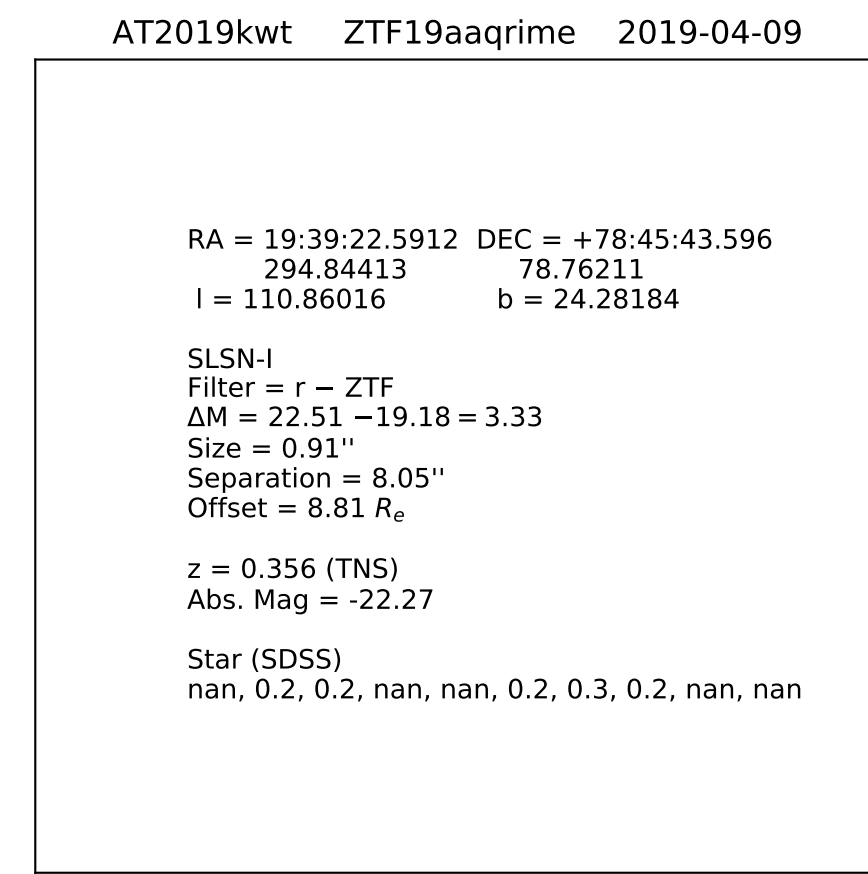 AT2019kwt ZTF19aaqrime 2019-04-09
RA = 19:39:22.5912 DEC = +78:45:43.596
294.84413 78.76211
l = 110.86016 b = 24.28184
SLSN-I
Filter = r − ZTF
ΔM = 22.51 −19.18 = 3.33
Size = 0.91''
Separation = 8.05''
Offset = 8.81 Rₑ
z = 0.356 (TNS)
Abs. Mag = -22.27
Star (SDSS)
nan, 0.2, 0.2, nan, nan, 0.2, 0.3, 0.2, nan, nan